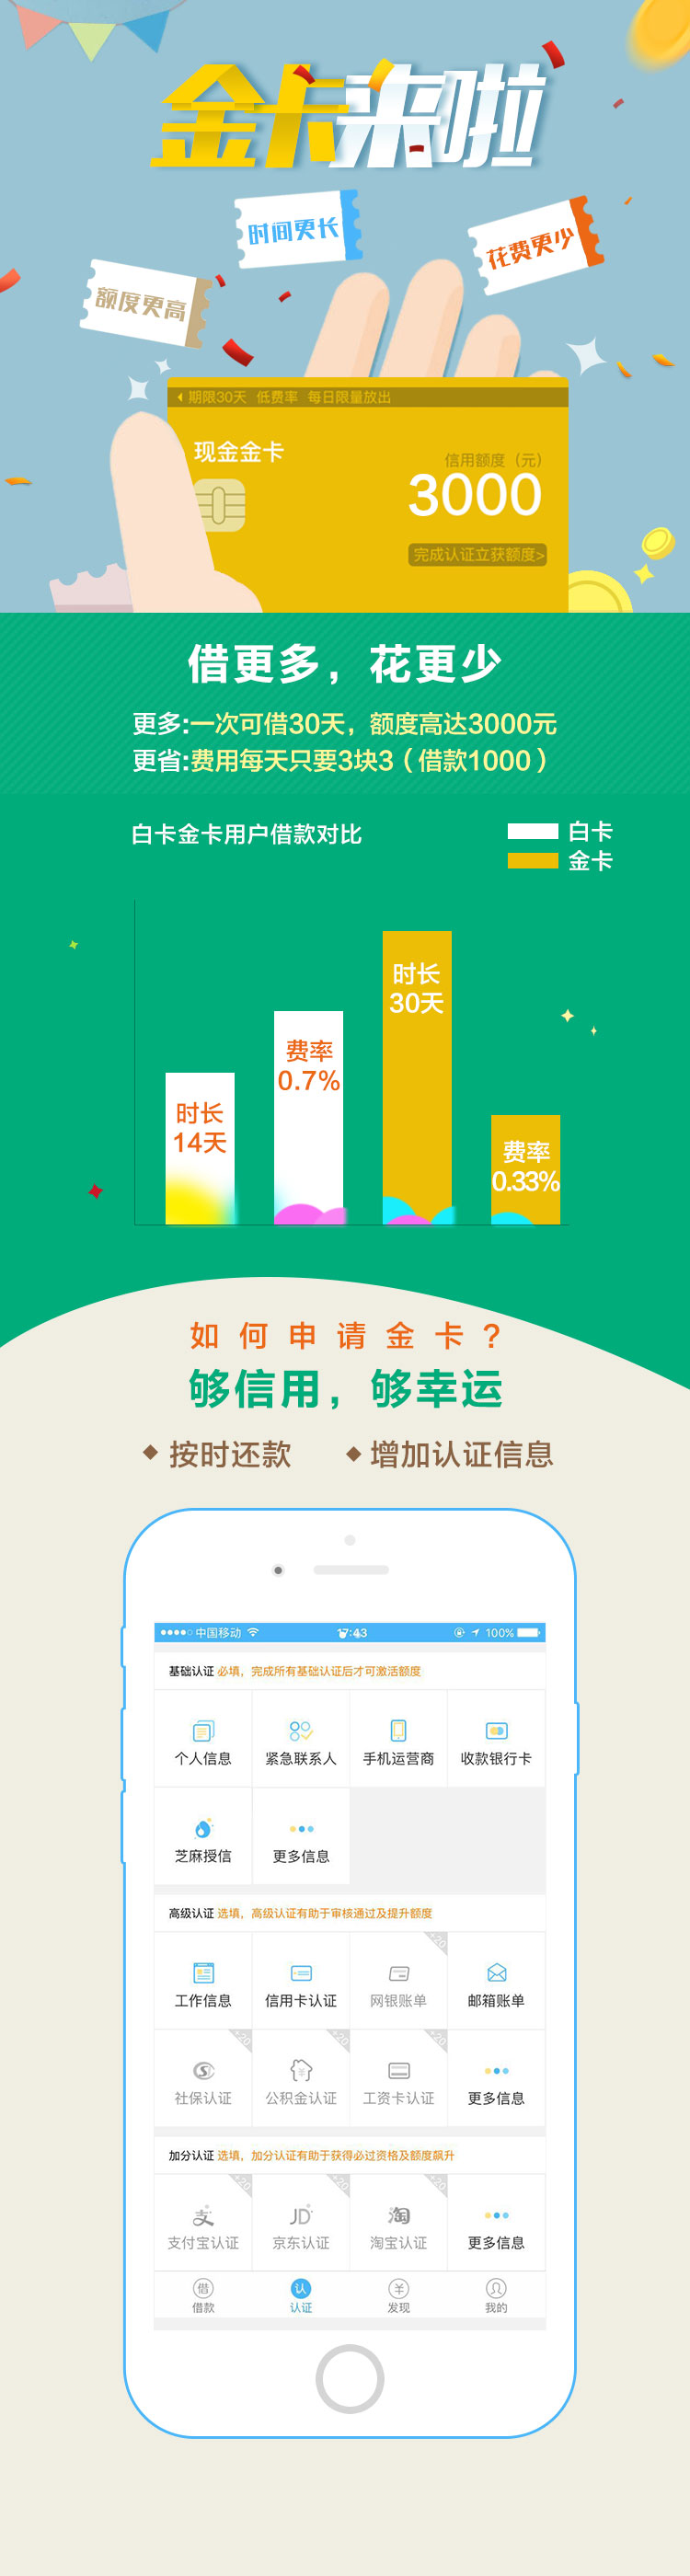 金卡来啦
时间更长
花费更少
额度更高
期限30天 低费率 每日限量放出
现金金卡
信用额度（元）
3000
完成认证立获额度>
借更多，花更少
更多:一次可借30天，额度高达3000元
更省:费用每天只要3块3（借款1000）
白卡金卡用户借款对比
白卡
金卡
时长
14天
费率
0.7%
时长
30天
费率
0.33%
如何申请金卡?
够信用，够幸运
按时还款 增加认证信息
中国移动 17:43 100%
基础认证 必填，完成所有基础认证后才可激活额度
个人信息 紧急联系人 手机运营商 收款银行卡
芝麻授信 更多信息
高级认证 选填，高级认证有助于审核通过及提升额度
+20
工作信息 信用卡认证 网银账单 邮箱账单
+20 +20 +20
社保认证 公积金认证 工资卡认证 更多信息
加分认证 选填，加分认证有助于获得必过资格及额度飙升
+20 +20 +20
支 JD 淘
支付宝认证 京东认证 淘宝认证 更多信息
借 认 ¥
借款 认证 发现 我的